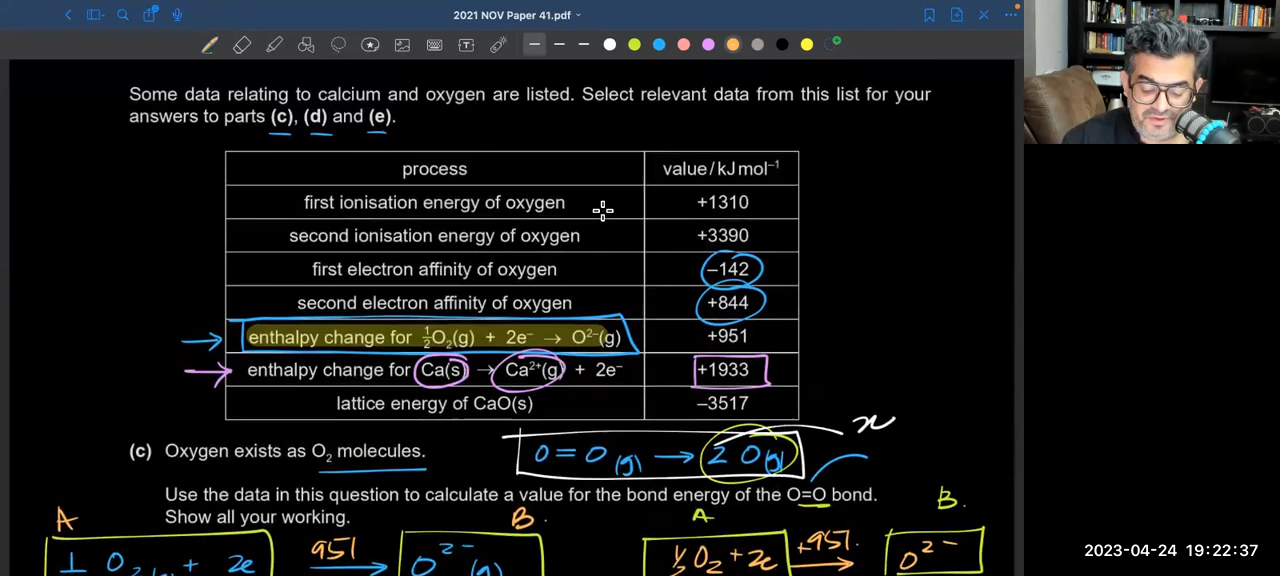 2021 NOV Paper 41.pdf
Some data relating to calcium and oxygen are listed. Select relevant data from this list for your
answers to parts (c), (d) and (e).
process value / kJ mol⁻¹
first ionisation energy of oxygen +1310
second ionisation energy of oxygen +3390
first electron affinity of oxygen –142
second electron affinity of oxygen +844
enthalpy change for ½O₂(g) + 2e⁻ → O²⁻(g) +951
enthalpy change for Ca(s) → Ca²⁺(g) + 2e⁻ +1933
lattice energy of CaO(s) –3517
x
(c) Oxygen exists as O₂ molecules.
O = O (g) → 2 O(g)
Use the data in this question to calculate a value for the bond energy of the O=O bond.
Show all your working.
A B A B.
O₂ + 2e 951 → O²⁻ (g)
½O₂ + 2e +951. → O²⁻
2023-04-24 19:22:37